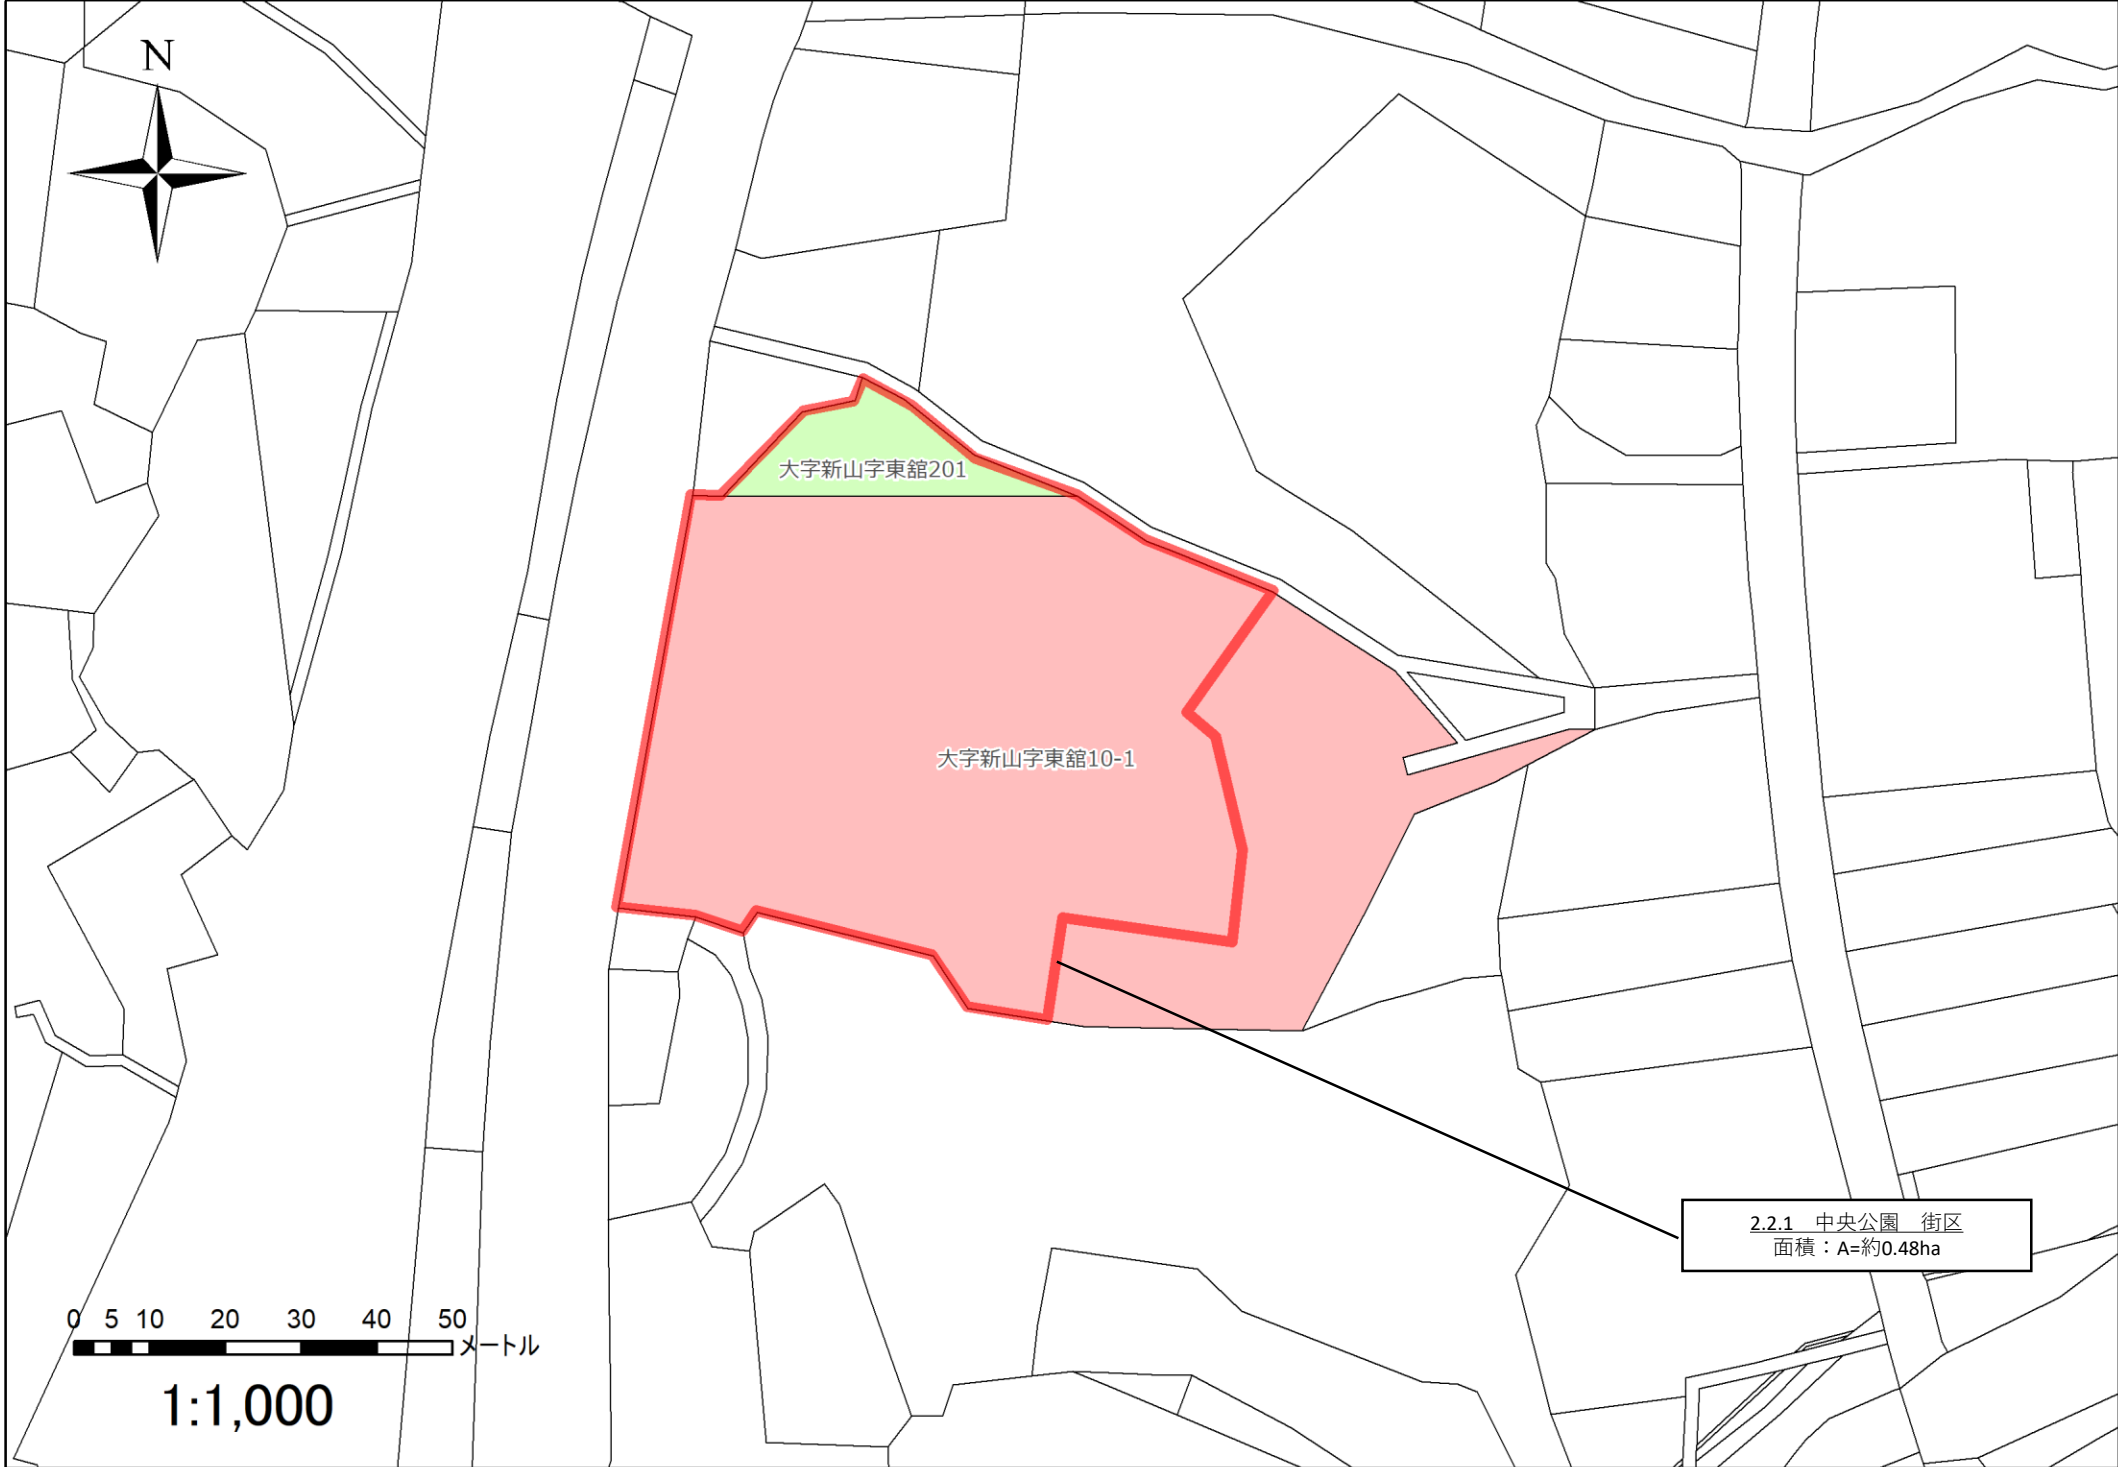 N
大字新山字東舘201
大字新山字東舘10-1
2.2.1　中央公園　街区
面積：A=約0.48ha
0 5 10 20 30 40 50
メートル
1:1,000